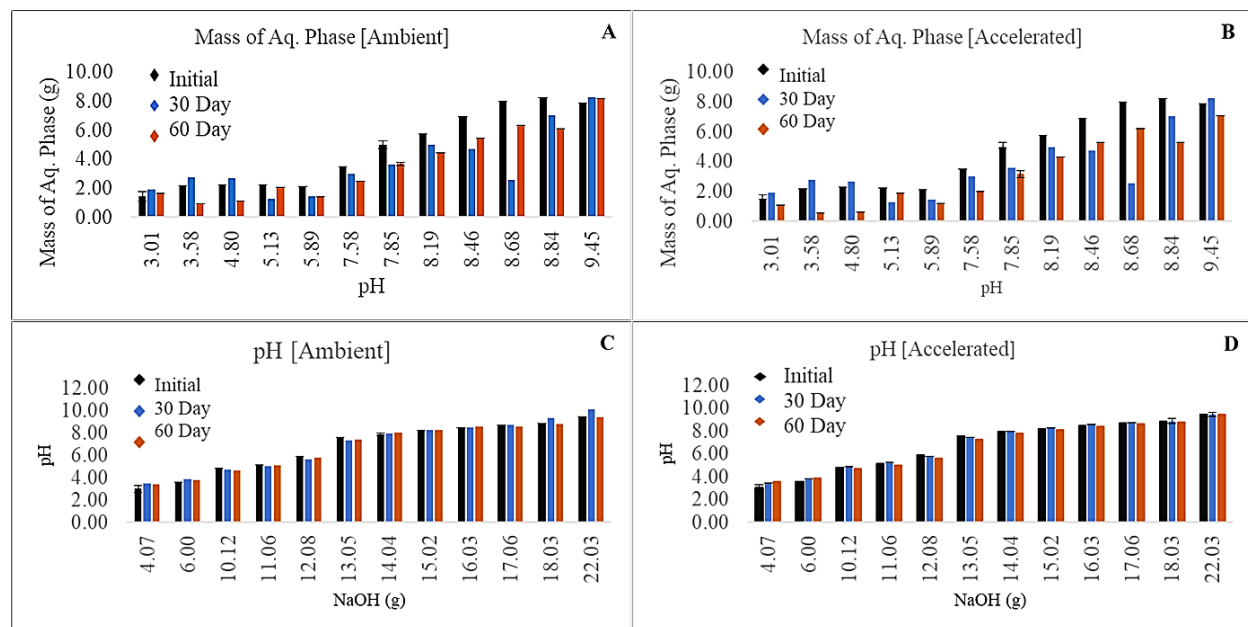 Mass of Aq. Phase [Ambient]
A
Mass of Aq. Phase (g)
10.00
8.00
6.00
4.00
2.00
0.00
Initial
30 Day
60 Day
3.01
3.58
4.80
5.13
5.89
7.58
7.85
8.19
8.46
8.68
8.84
9.45
pH
Mass of Aq. Phase [Accelerated]
B
Mass of Aq. Phase (g)
10.00
8.00
6.00
4.00
2.00
0.00
Initial
30 Day
60 Day
3.01
3.58
4.80
5.13
5.89
7.58
7.85
8.19
8.46
8.68
8.84
9.45
pH
pH [Ambient]
C
pH
12.00
10.00
8.00
6.00
4.00
2.00
0.00
Initial
30 Day
60 Day
4.07
6.00
10.12
11.06
12.08
13.05
14.04
15.02
16.03
17.06
18.03
22.03
NaOH (g)
pH [Accelerated]
D
pH
12.00
10.00
8.00
6.00
4.00
2.00
0.00
Initial
30 Day
60 Day
4.07
6.00
10.12
11.06
12.08
13.05
14.04
15.02
16.03
17.06
18.03
22.03
NaOH (g)